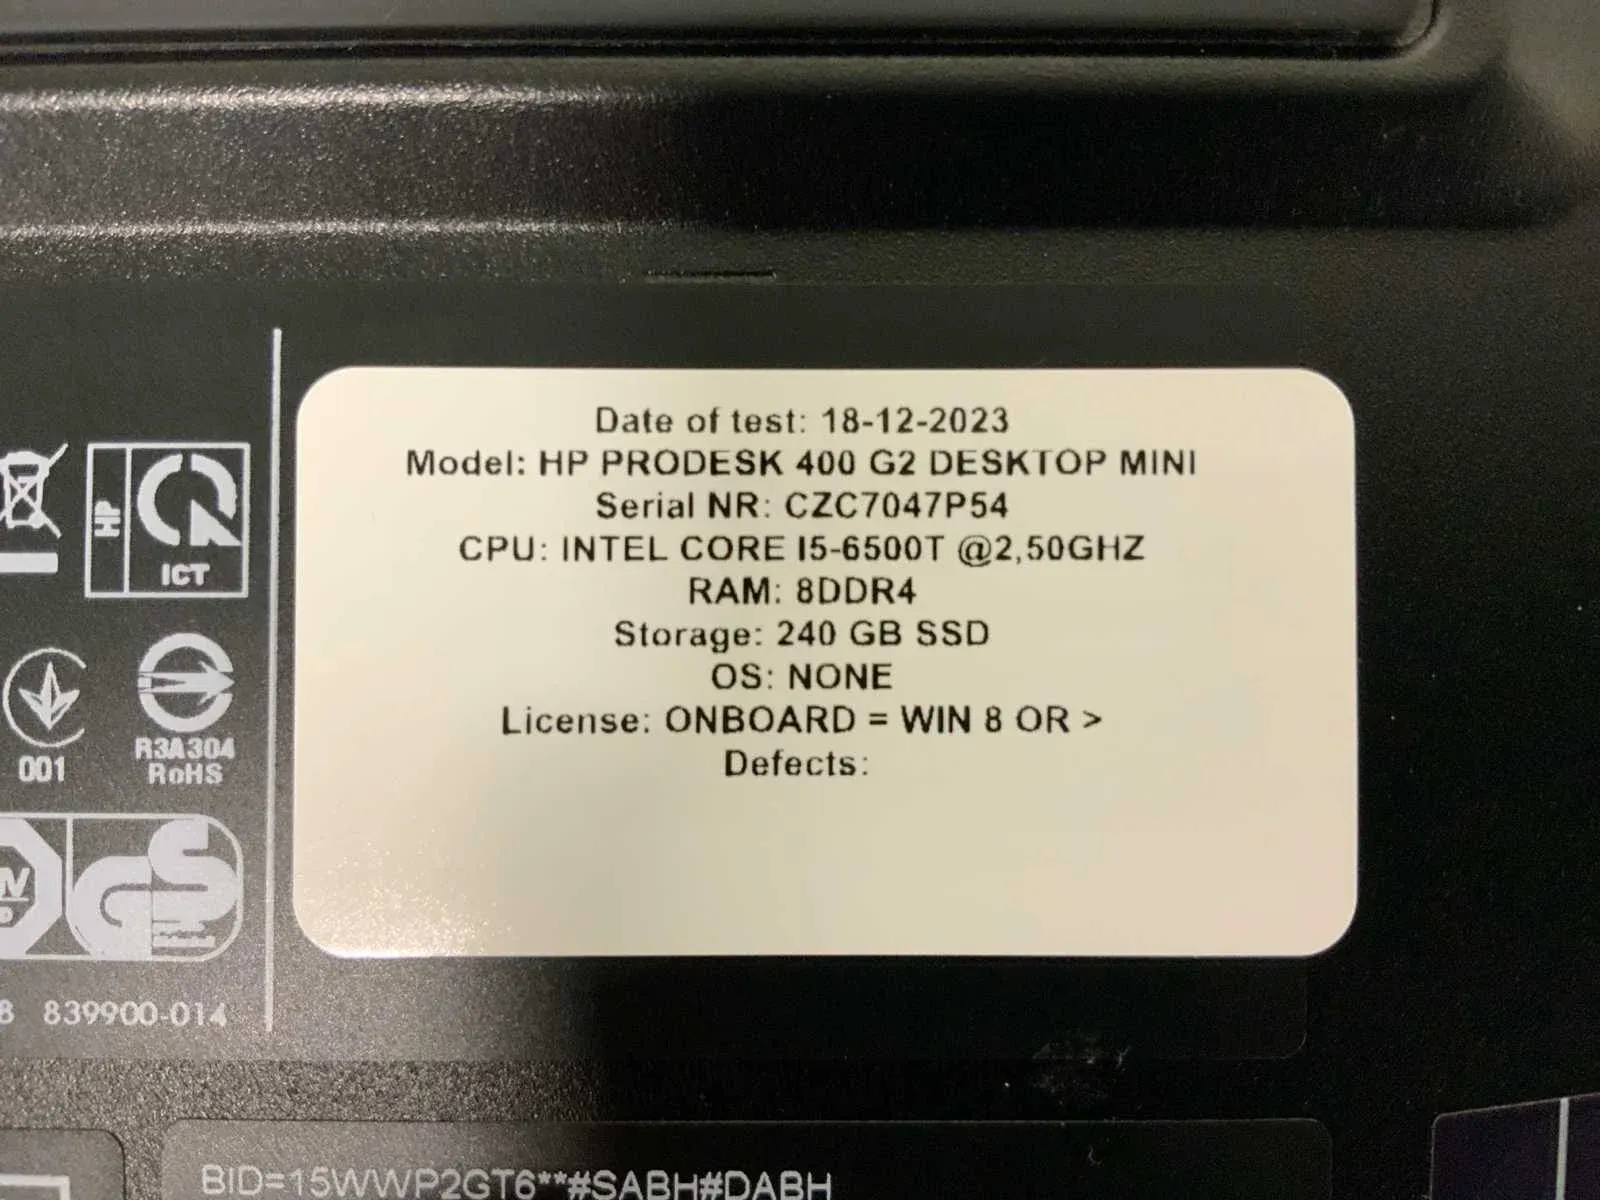 Date of test: 18-12-2023
Model: HP PRODESK 400 G2 DESKTOP MINI
Serial NR: CZC7047P54
CPU: INTEL CORE I5-6500T @2,50GHZ
RAM: 8DDR4
Storage: 240 GB SSD
OS: NONE
License: ONBOARD = WIN 8 OR >
Defects:
HP
ICT
001
R3A304
RoHS
GS
8 839900-014
BID=15WWP2GT6**#SABH#DABH